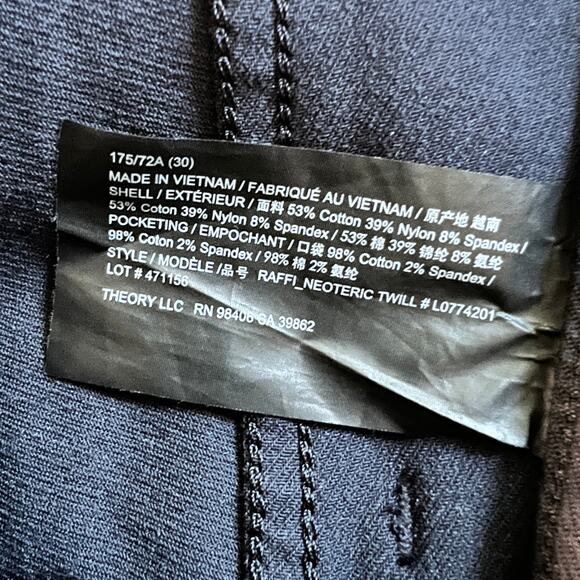 175/72A (30)
MADE IN VIETNAM / FABRIQUÉ AU VIETNAM / 原产地 越南
SHELL / EXTÉRIEUR / 面料 53% Cotton 39% Nylon 8% Spandex /
53% Coton 39% Nylon 8% Spandex / 53% 棉 39% 锦纶 8% 氨纶
POCKETING / EMPOCHANT / 口袋 98% Cotton 2% Spandex /
98% Coton 2% Spandex / 98% 棉 2% 氨纶
STYLE / MODÈLE /品号 RAFFI_NEOTERIC TWILL # L0774201
LOT # 471156
THEORY LLC RN 98406 CA 39862